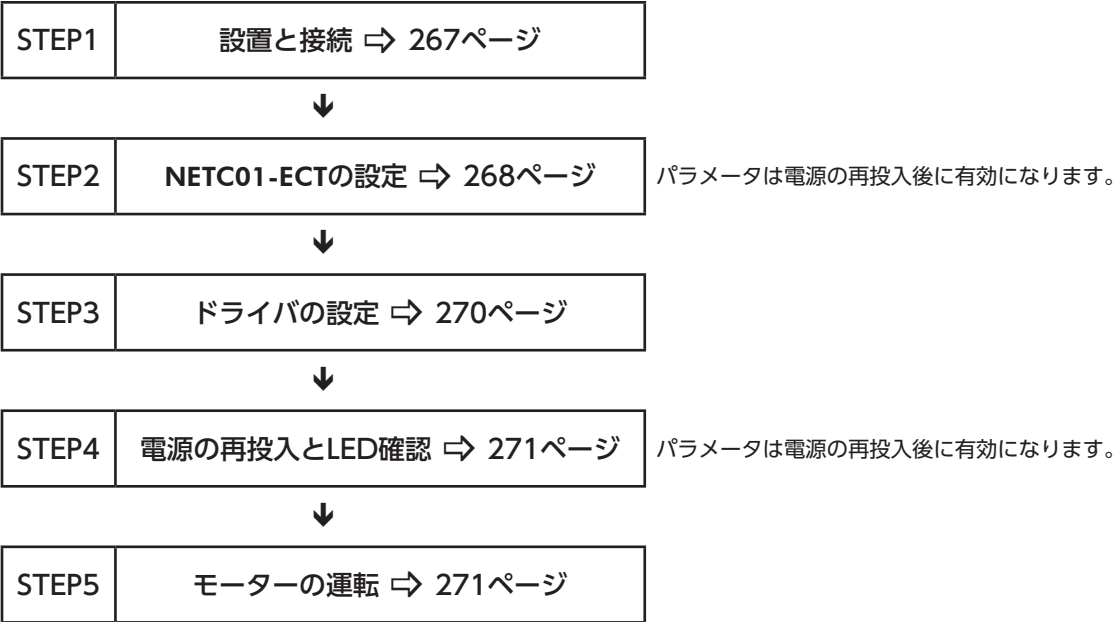 STEP1 設置と接続 ⇨ 267ページ
STEP2 NETC01-ECTの設定 ⇨ 268ページ パラメータは電源の再投入後に有効になります。
STEP3 ドライバの設定 ⇨ 270ページ
STEP4 電源の再投入とLED確認 ⇨ 271ページ パラメータは電源の再投入後に有効になります。
STEP5 モーターの運転 ⇨ 271ページ